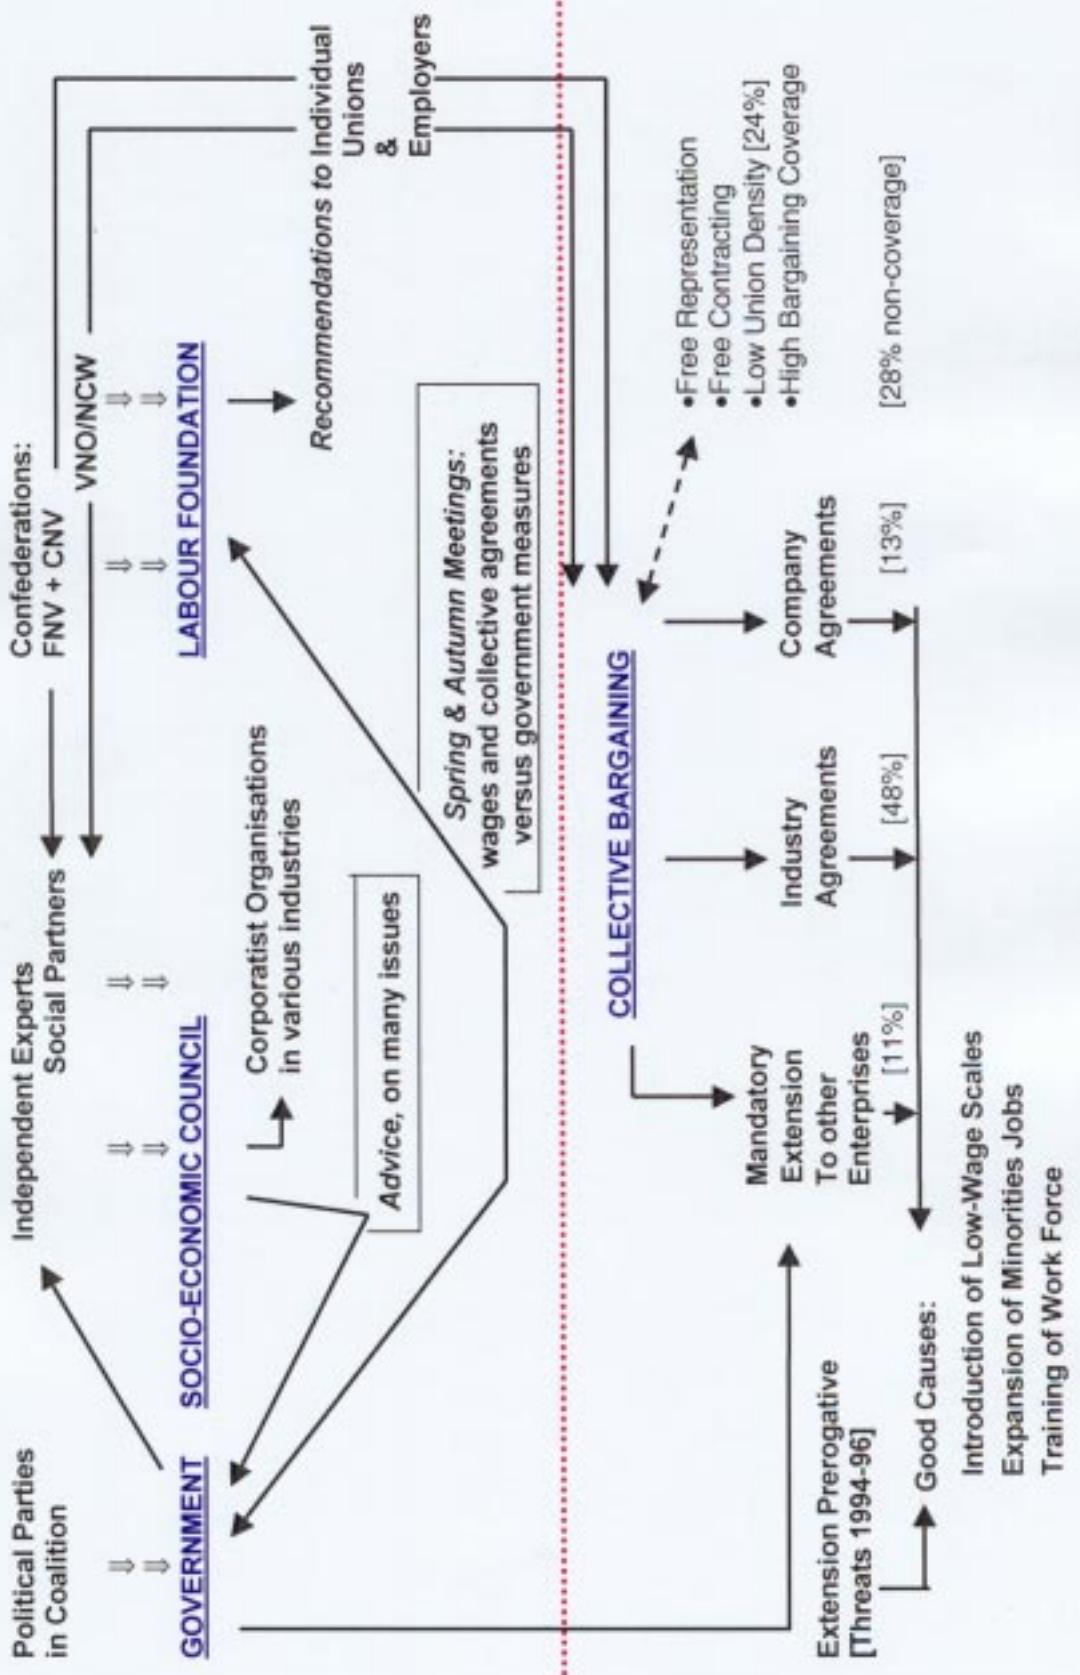 Political Parties
in Coalition
Independent Experts
Social Partners
Confederations:
FNV + CNV
VNO/NCW
⇒ ⇒ ⇒ ⇒ ⇒
⇒ ⇒ ⇒ ⇒ ⇒
GOVERNMENT
SOCIO-ECONOMIC COUNCIL
LABOUR FOUNDATION
Corporatist Organisations
in various industries
Recommendations to Individual
Unions
&
Employers
Advice, on many issues
Spring & Autumn Meetings:
wages and collective agreements
versus government measures
COLLECTIVE BARGAINING
•Free Representation
•Free Contracting
•Low Union Density [24%]
•High Bargaining Coverage
Mandatory
Extension
To other
Enterprises
[11%]
Industry
Agreements
[48%]
Company
Agreements
[13%]
[28% non-coverage]
Extension Prerogative
[Threats 1994-96]
Good Causes:
Introduction of Low-Wage Scales
Expansion of Minorities Jobs
Training of Work Force